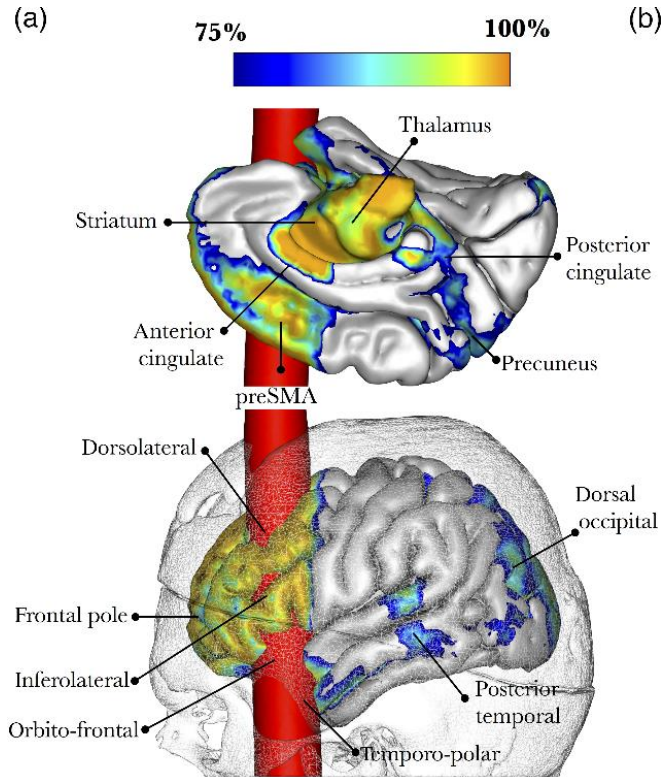 (a)
(b)
75%
100%
Thalamus
Striatum
Posterior
cingulate
Anterior
cingulate
Precuneus
preSMA
Dorsolateral
Dorsal
occipital
Frontal pole
Inferolateral
Posterior
temporal
Orbito-frontal
Temporo-polar